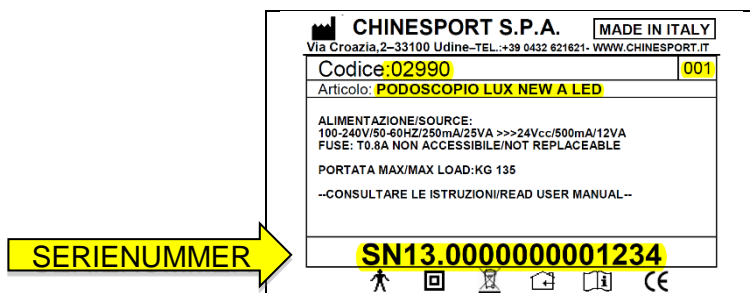 CHINESPORT S.P.A. MADE IN ITALY
Via Croazia,2–33100 Udine–TEL.:+39 0432 621621- WWW.CHINESPORT.IT
Codice:02990 001
Articolo: PODOSCOPIO LUX NEW A LED
ALIMENTAZIONE/SOURCE:
100-240V/50-60HZ/250mA/25VA >>>24Vcc/500mA/12VA
FUSE: T0.8A NON ACCESSIBILE/NOT REPLACEABLE
PORTATA MAX/MAX LOAD:KG 135
--CONSULTARE LE ISTRUZIONI/READ USER MANUAL--
SERIENUMMER SN13.0000000001234
CE